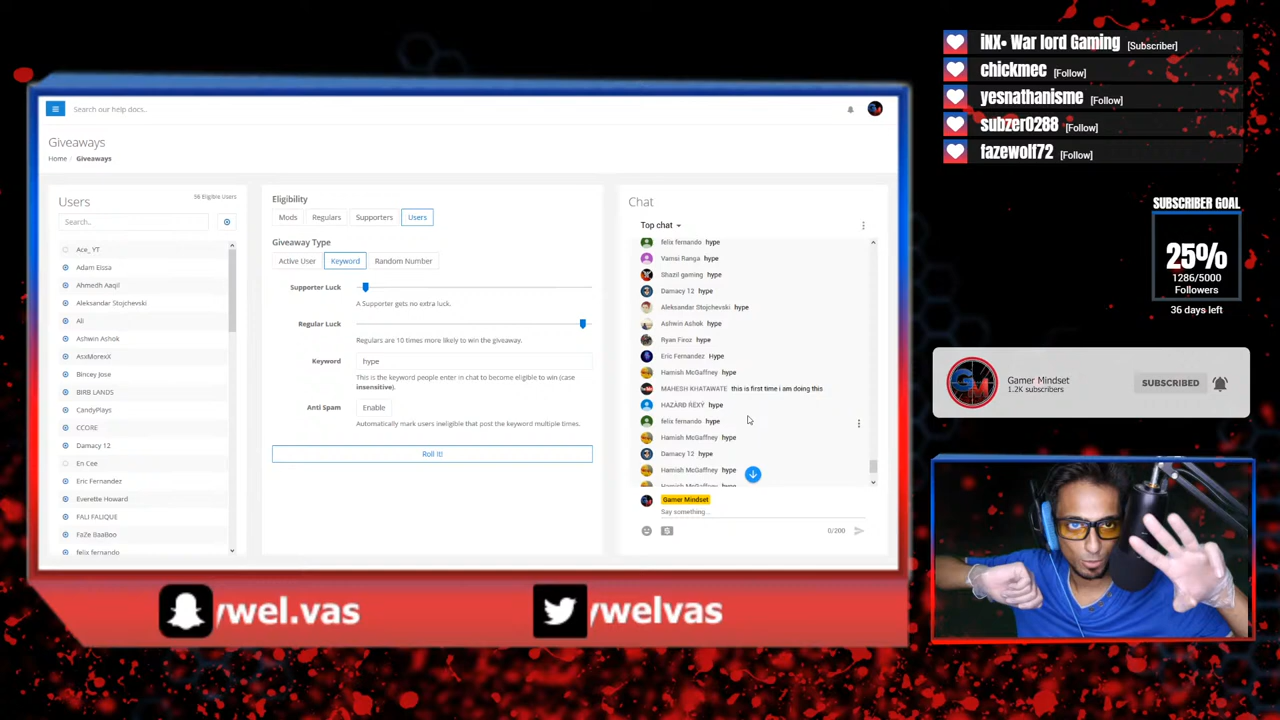 Search our help docs..
Giveaways
Home / Giveaways
Users
56 Eligible Users
Search..
Ace_ YT
Adam Eissa
Ahmedh Aaqil
Aleksandar Stojchevski
Ali
Ashwin Ashok
AsxMorexX
Bincey Jose
BIRB LANDS
CandyPlays
CCORE
Damacy 12
En Cee
Eric Fernandez
Everette Howard
FALI FALIQUE
FaZe BaaBoo
felix fernando
Eligibility
Mods
Regulars
Supporters
Users
Giveaway Type
Active User
Keyword
Random Number
Supporter Luck
A Supporter gets no extra luck.
Regular Luck
Regulars are 10 times more likely to win the giveaway.
Keyword
hype
This is the keyword people enter in chat to become eligible to win (case
insensitive).
Anti Spam
Enable
Automatically mark users ineligible that post the keyword multiple times.
Roll it!
Chat
Top chat
felix fernando hype
Vamsi Ranga hype
Shazil gaming hype
Damacy 12 hype
Aleksandar Stojchevski hype
Ashwin Ashok hype
Ryan Firoz hype
Eric Fernandez Hype
Hamish McGaffney hype
MAHESH KHATAWATE this is first time i am doing this
HAZARD hype
felix fernando hype
Hamish McGaffney hype
Damacy 12 hype
Hamish McGaffney hype
Hamish McGaffney hype
Gamer Mindset
Say something...
0/200
iNX• War lord Gaming [Subscriber]
chickmec [Follow]
yesnathanisme [Follow]
subzer0288 [Follow]
fazewolf72 [Follow]
SUBSCRIBER GOAL
25%
1286/5000
Followers
36 days left
GM
Gamer Mindset
1.2K subscribers
SUBSCRIBED
/wel.vas
/welvas